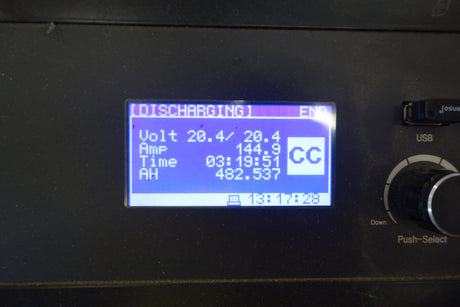 [DISCHARGING] END
Volt 20.4/ 20.4
Amp 144.9
Time 03:19:51
AH 482.537
CC
13:17:28
USB
Down
Push-Select